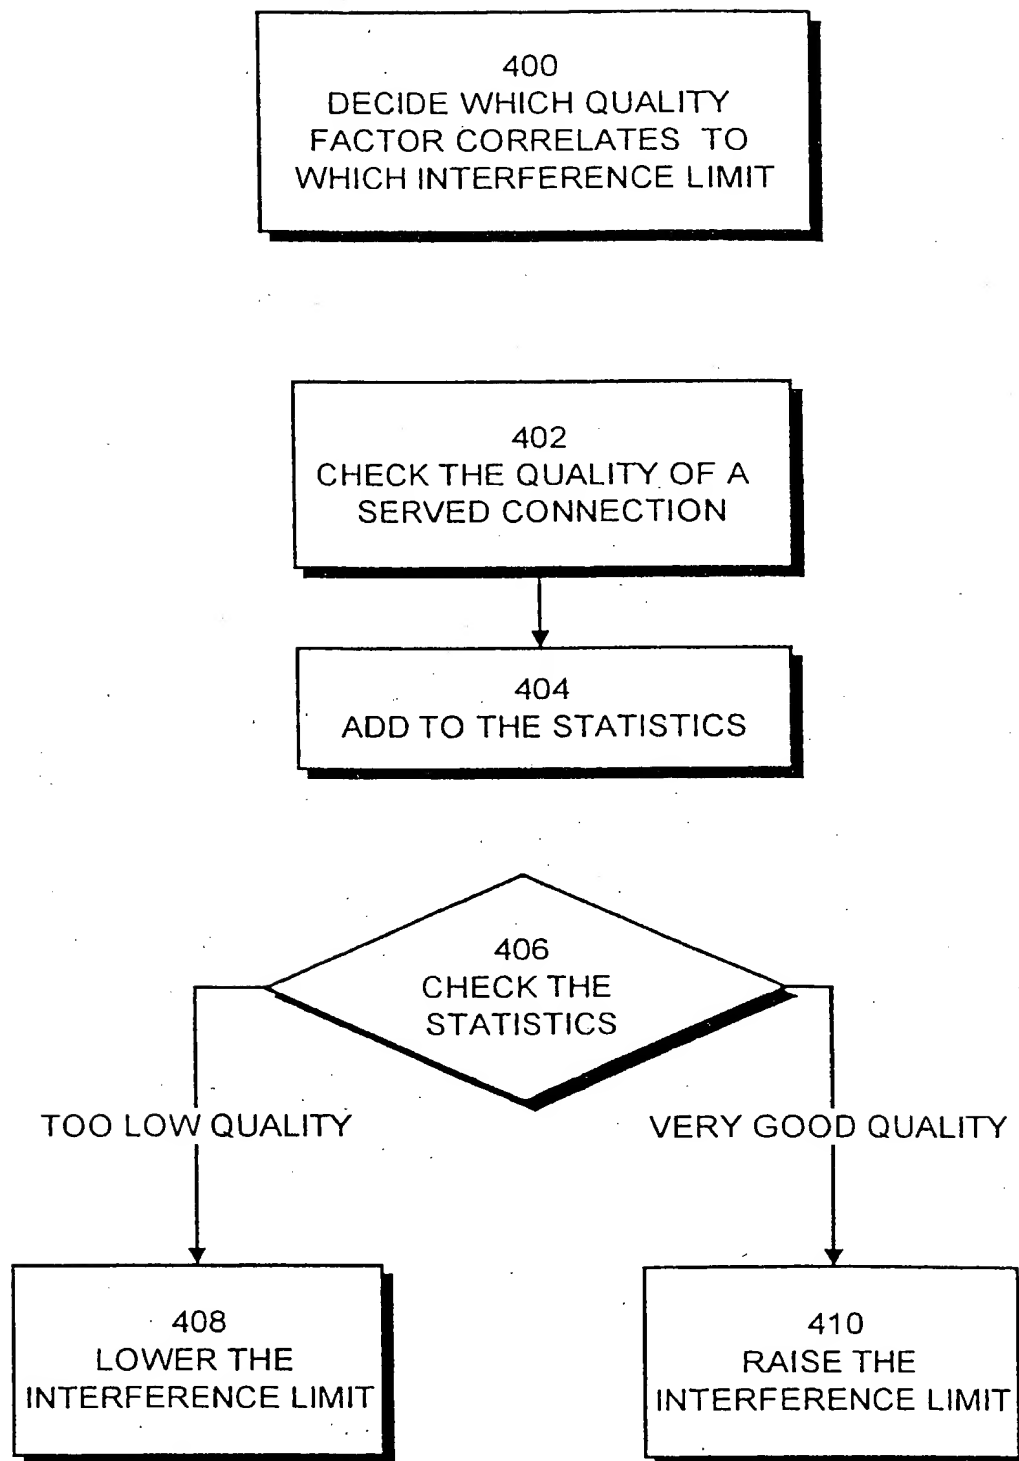 400
DECIDE WHICH QUALITY
FACTOR CORRELATES TO
WHICH INTERFERENCE LIMIT
402
CHECK THE QUALITY OF A
SERVED CONNECTION
404
ADD TO THE STATISTICS
406
CHECK THE
STATISTICS
TOO LOW QUALITY
VERY GOOD QUALITY
408
LOWER THE
INTERFERENCE LIMIT
410
RAISE THE
INTERFERENCE LIMIT